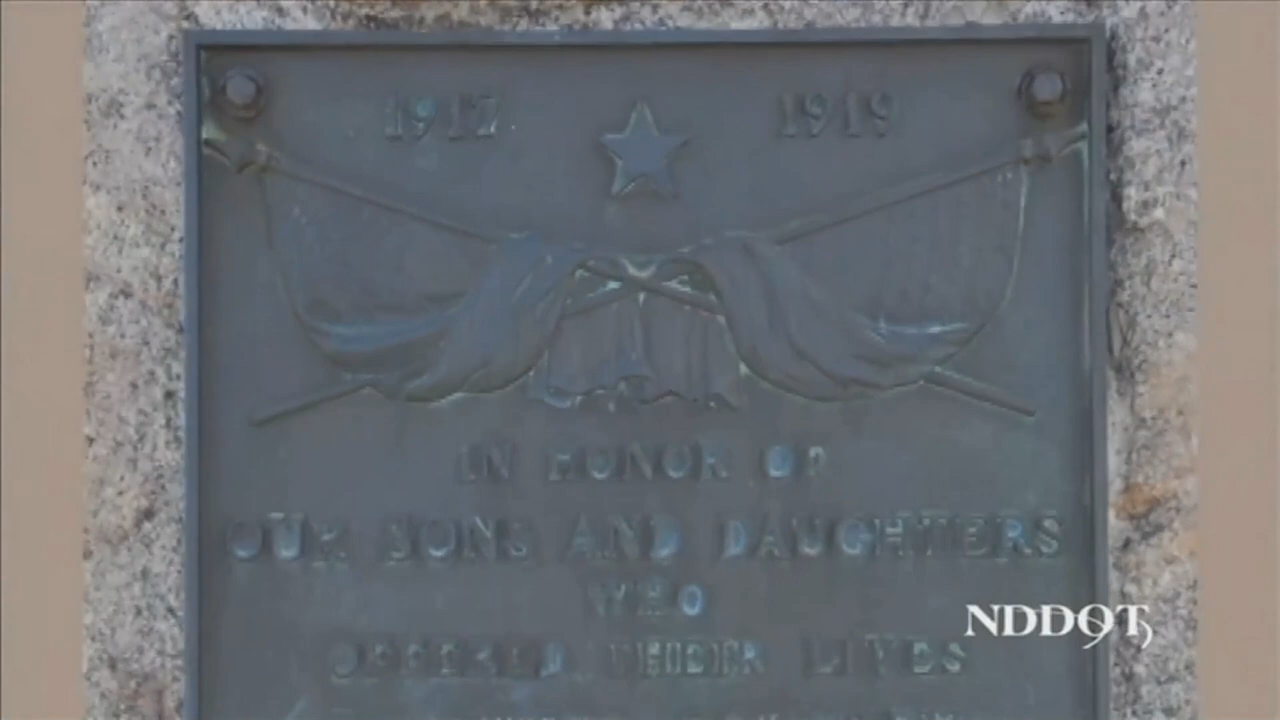 1917 1919
IN HONOR OF
OUR SONS AND DAUGHTERS
WHO
OFFERED THEIR LIVES
NDDOT